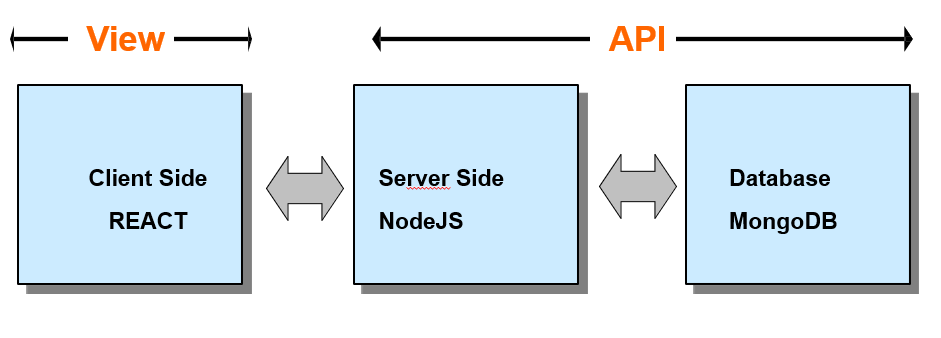 View
API
Client Side
REACT
Server Side
NodeJS
Database
MongoDB